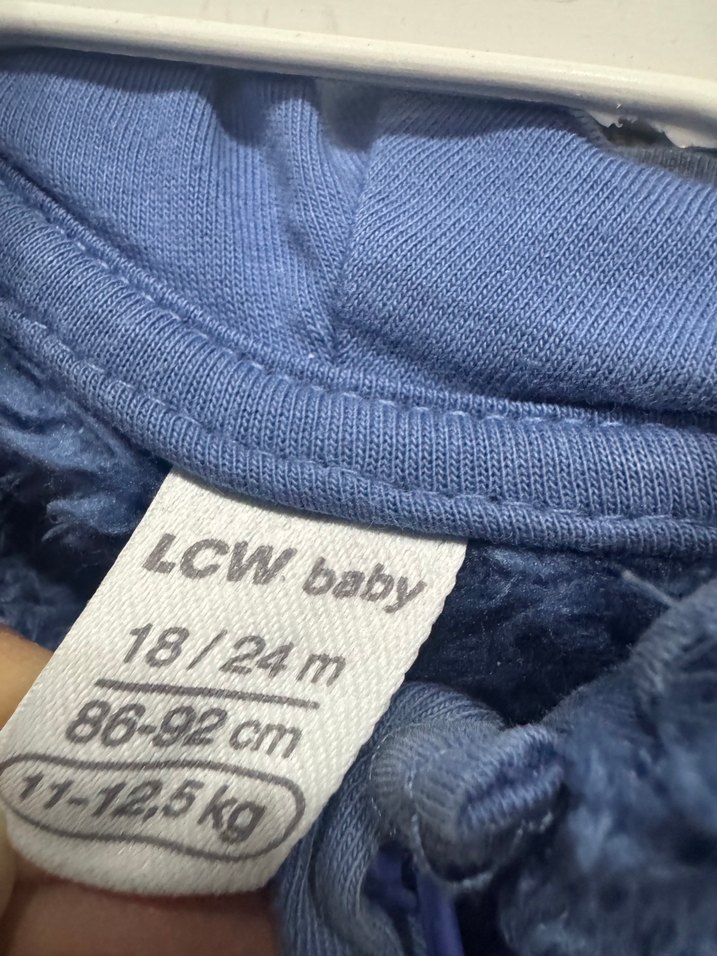 LCW baby
18 / 24 m
86-92 cm
11-12,5 kg